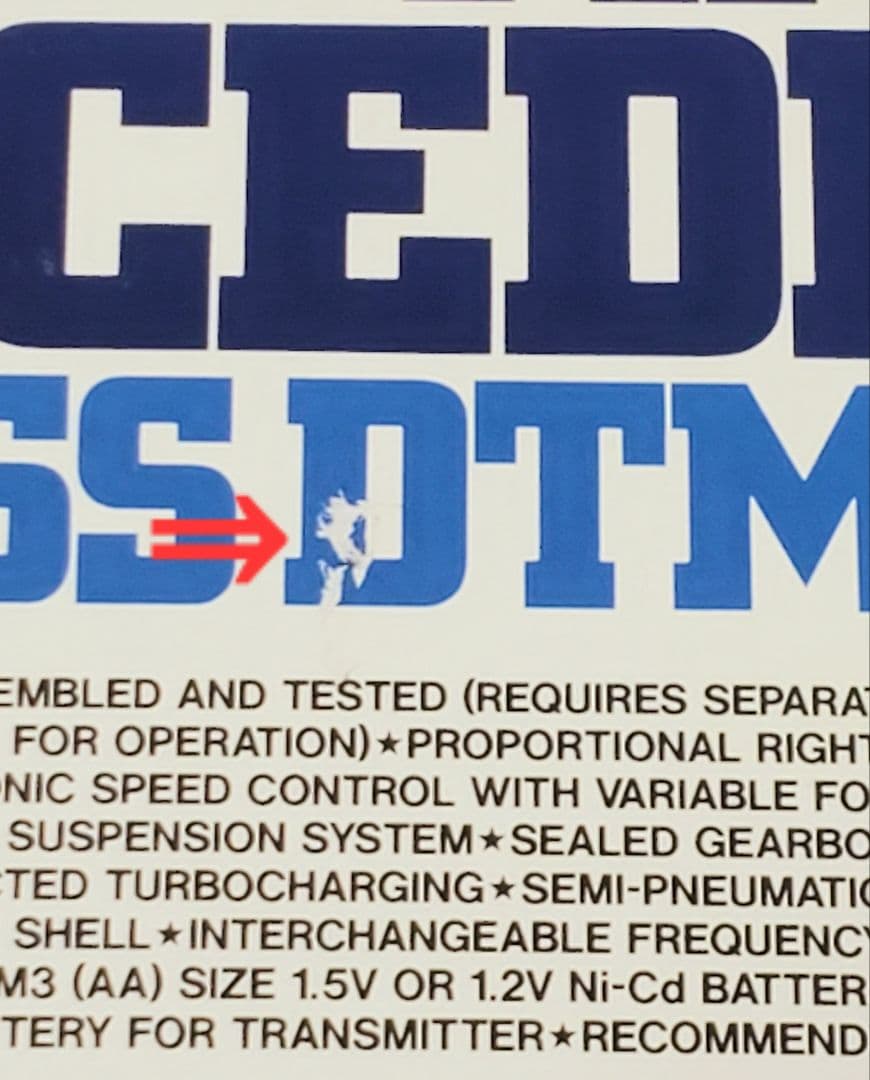 CED
SS DTM
EMBLED AND TESTED (REQUIRES SEPARAT
FOR OPERATION)★PROPORTIONAL RIGHT
NIC SPEED CONTROL WITH VARIABLE FO
SUSPENSION SYSTEM★SEALED GEARBO
TED TURBOCHARGING★SEMI-PNEUMATIC
SHELL★INTERCHANGEABLE FREQUENCY
M3 (AA) SIZE 1.5V OR 1.2V Ni-Cd BATTER
TERY FOR TRANSMITTER★RECOMMEND